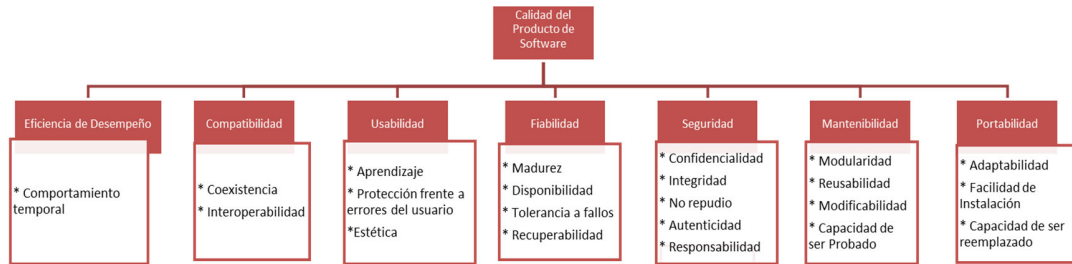 Calidad del
Producto de
Software
Eficiencia de Desempeño
* Comportamiento
temporal
Compatibilidad
* Coexistencia
* Interoperabilidad
Usabilidad
* Aprendizaje
* Protección frente a
errores del usuario
*Estética
Fiabilidad
* Madurez
* Disponibilidad
* Tolerancia a fallos
* Recuperabilidad
Seguridad
* Confidencialidad
* Integridad
* No repudio
* Autenticidad
* Responsabilidad
Mantenibilidad
* Modularidad
* Reusabilidad
* Modificabilidad
* Capacidad de
ser Probado
Portabilidad
* Adaptabilidad
* Facilidad de
Instalación
* Capacidad de ser
reemplazado